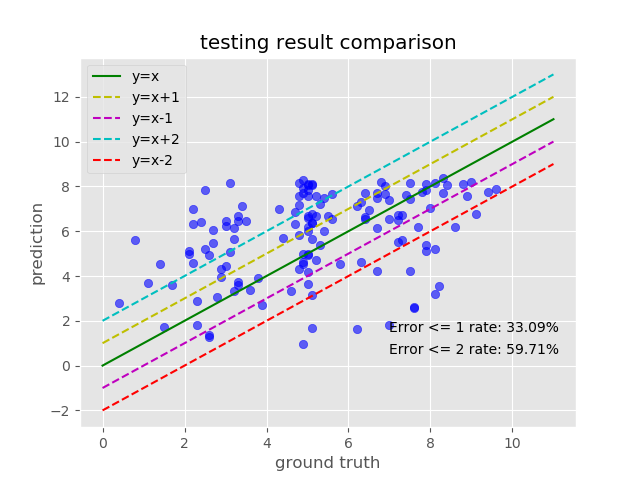 testing result comparison
y=x
y=x+1
y=x-1
y=x+2
y=x-2
12
10
8
6
4
2
0
−2
prediction
Error <= 1 rate: 33.09%
Error <= 2 rate: 59.71%
0
2
4
6
8
10
ground truth